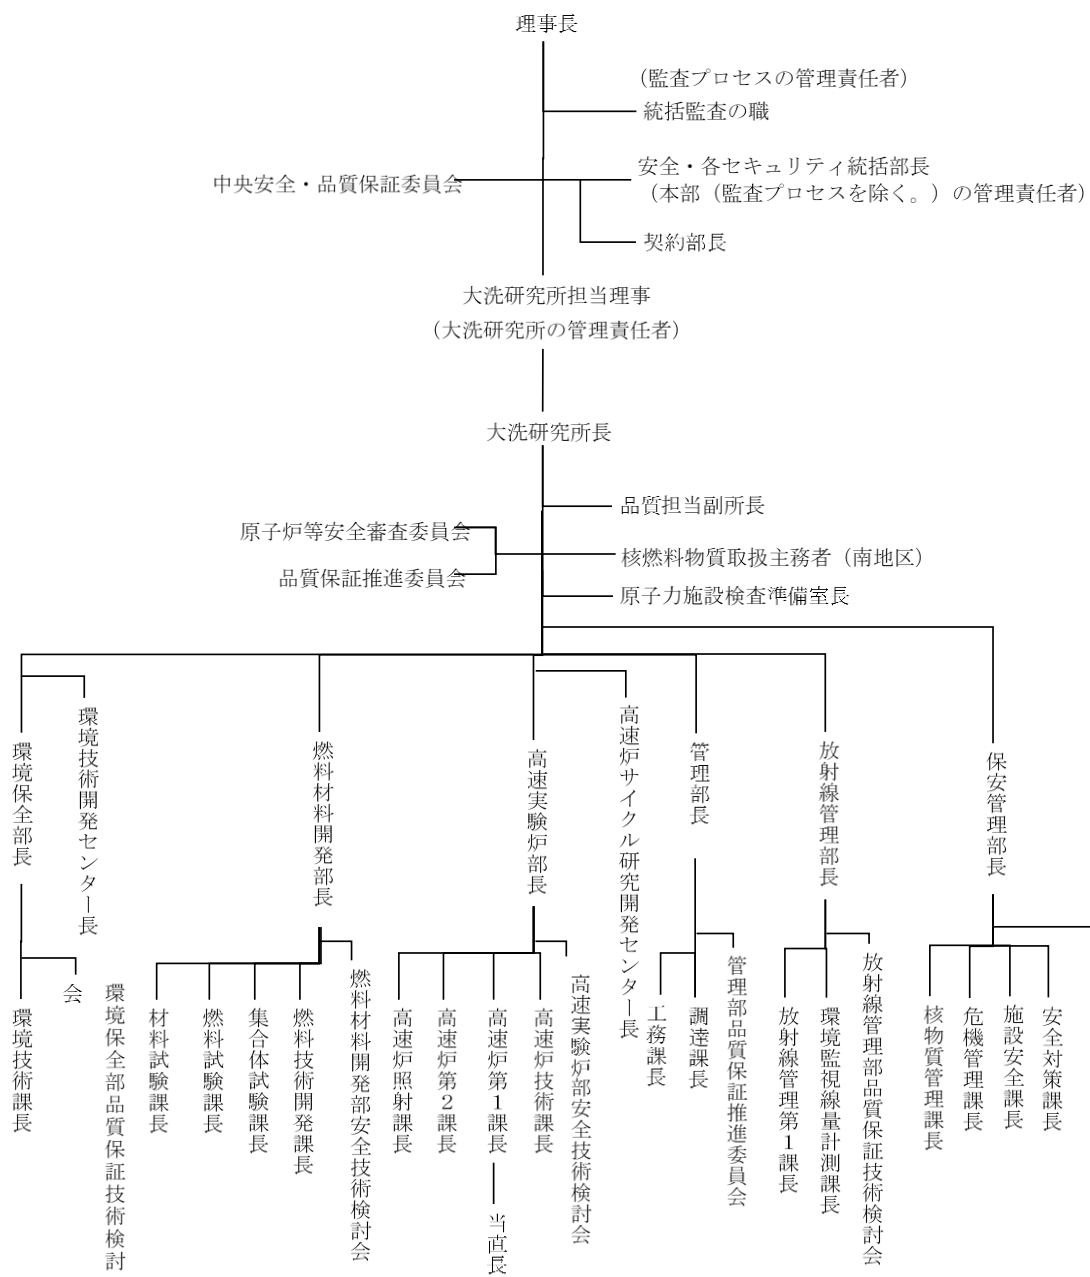 理事長
（監査プロセスの管理責任者）
統括監査の職
中央安全・品質保証委員会
安全・各セキュリティ統括部長
（本部（監査プロセスを除く。）の管理責任者）
契約部長
大洗研究所担当理事
（大洗研究所の管理責任者）
大洗研究所長
品質担当副所長
原子炉等安全審査委員会
核燃料物質取扱主務者（南地区）
品質保証推進委員会
原子力施設検査準備室長
環境保全部長
環境技術開発センター長
燃料材料開発部長
高速実験炉部長
高速炉サイクル研究開発センター長
管理部長
放射線管理部長
保安管理部長
環境技術課長
会
環境保全部品質保証技術検討
材料試験課長
燃料試験課長
集合体試験課長
燃料技術開発課長
燃料材料開発部安全技術検討会
高速炉照射課長
高速炉第２課長
高速炉第１課長
高速炉技術課長
高速実験炉部安全技術検討会
工務課長
調達課長
管理部品質保証推進委員会
放射線管理第１課長
環境監視線量計測課長
放射線管理部品質保証技術検討会
核物質管理課長
危機管理課長
施設安全課長
安全対策課長
当直長